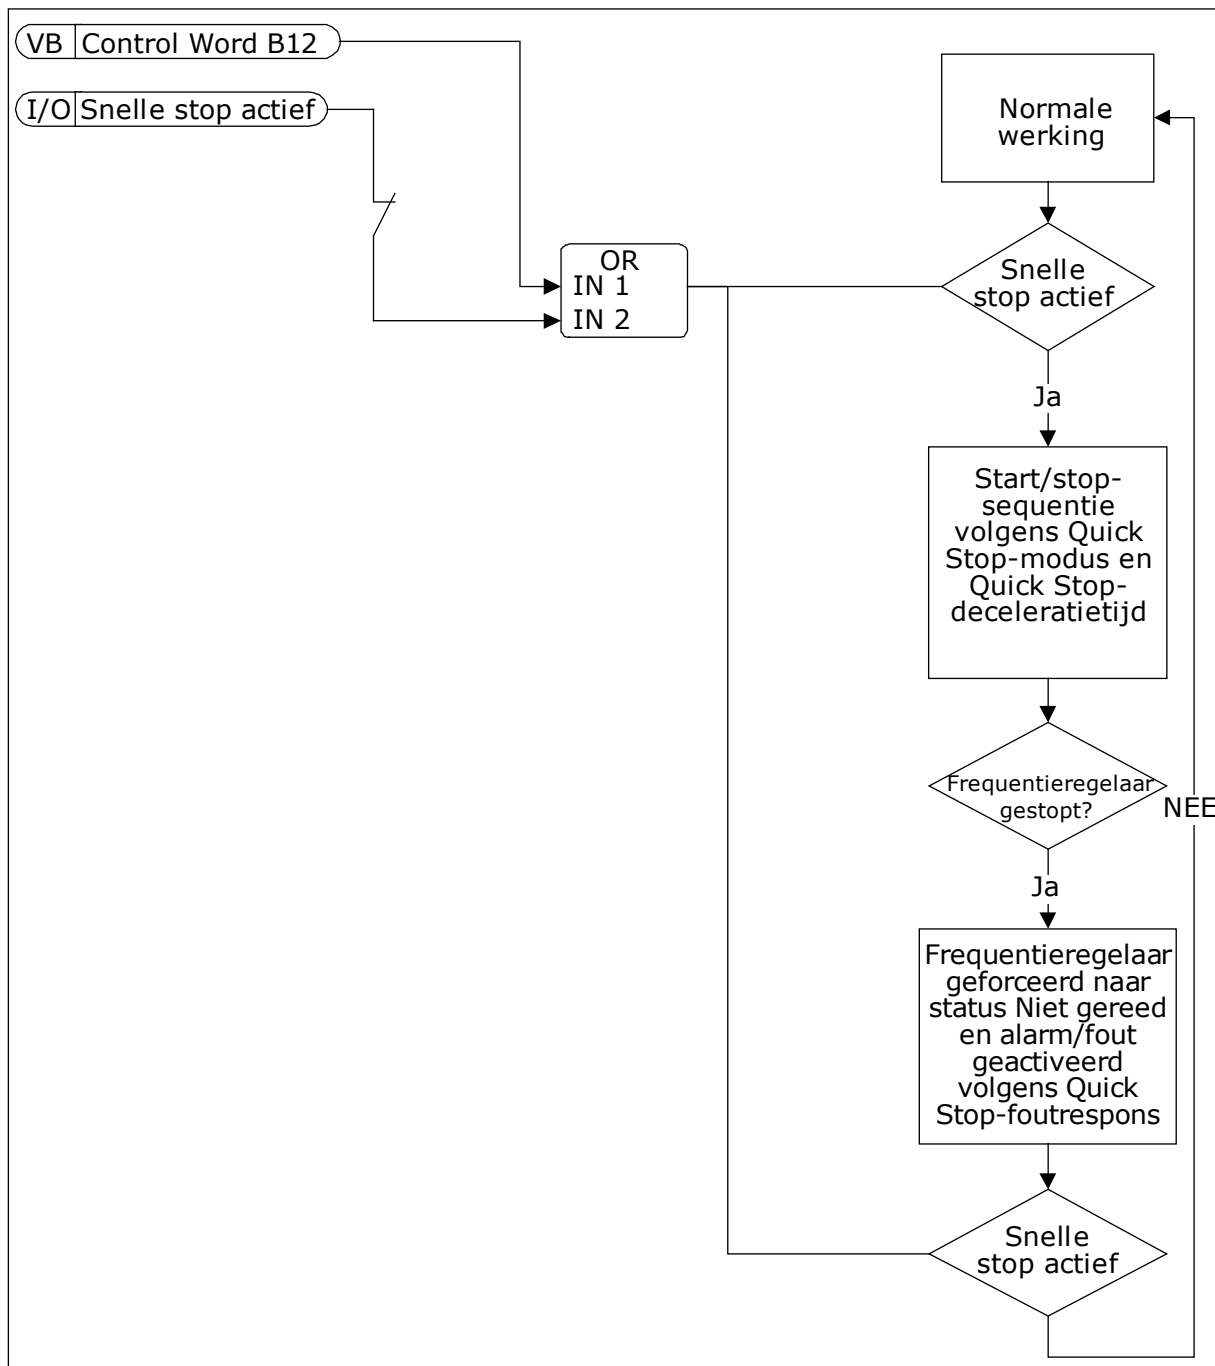 VB Control Word B12
I/O Snelle stop actief
OR
IN 1
IN 2
Normale
werking
Snelle
stop actief
Ja
Start/stop-
sequentie
volgens Quick
Stop-modus en
Quick Stop-
deceleratietijd
Frequentieregelaar
gestopt?
NEE
Ja
Frequentieregelaar
geforceerd naar
status Niet gereed
en alarm/fout
geactiveerd
volgens Quick
Stop-foutrespons
Snelle
stop actief